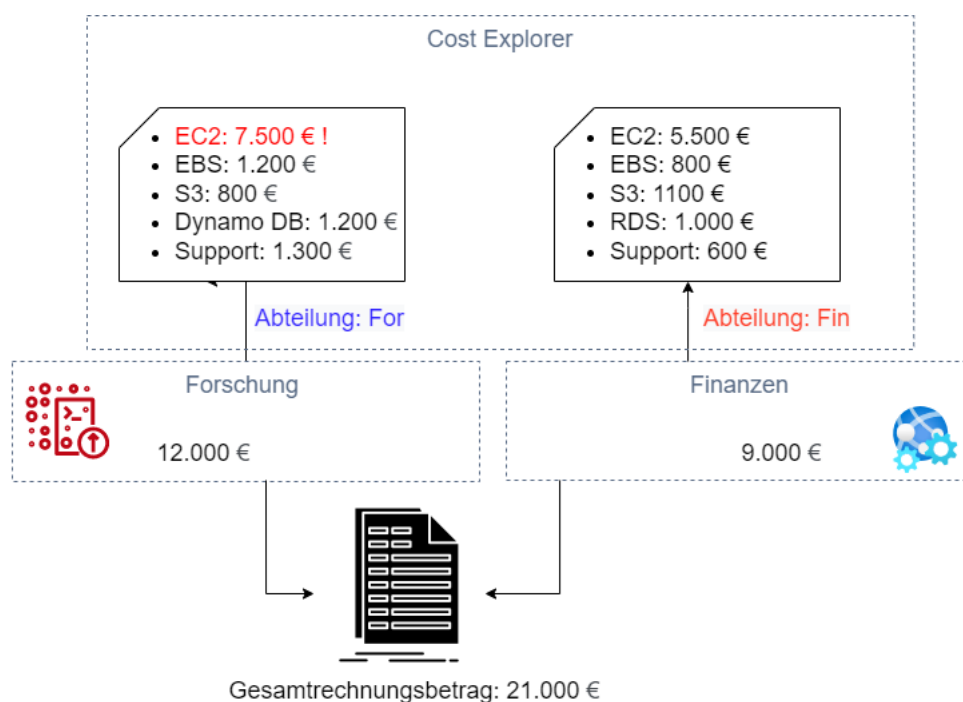 Cost Explorer
EC2: 7.500 € !
EBS: 1.200 €
S3: 800 €
Dynamo DB: 1.200 €
Support: 1.300 €
EC2: 5.500 €
EBS: 800 €
S3: 1100 €
RDS: 1.000 €
Support: 600 €
Abteilung: For
Abteilung: Fin
Forschung
12.000 €
Finanzen
9.000 €
Gesamtrechnungsbetrag: 21.000 €